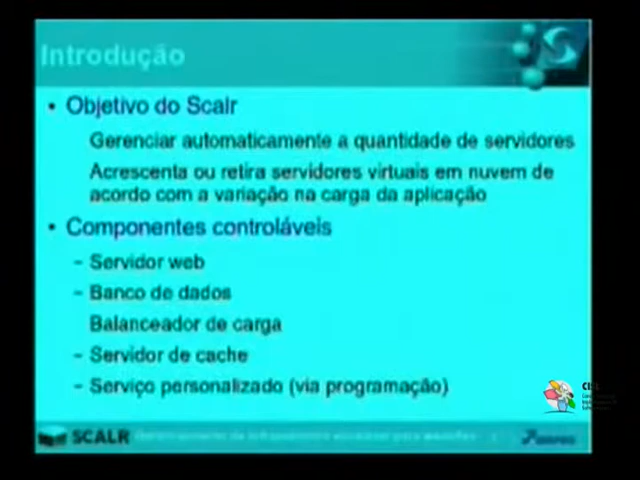 Introdução
• Objetivo do Scalr
Gerenciar automaticamente a quantidade de servidores
Acrescenta ou retira servidores virtuais em nuvem de
acordo com a variação na carga da aplicação
• Componentes controláveis
– Servidor web
– Banco de dados
Balanceador de carga
– Servidor de cache
– Serviço personalizado (via programação)
SCALR